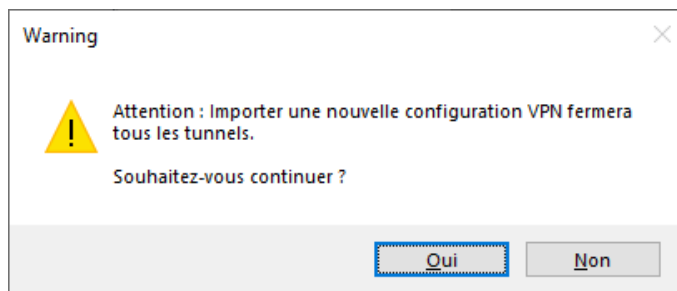 Warning
Attention : Importer une nouvelle configuration VPN fermera
tous les tunnels.
Souhaitez-vous continuer ?
Oui
Non